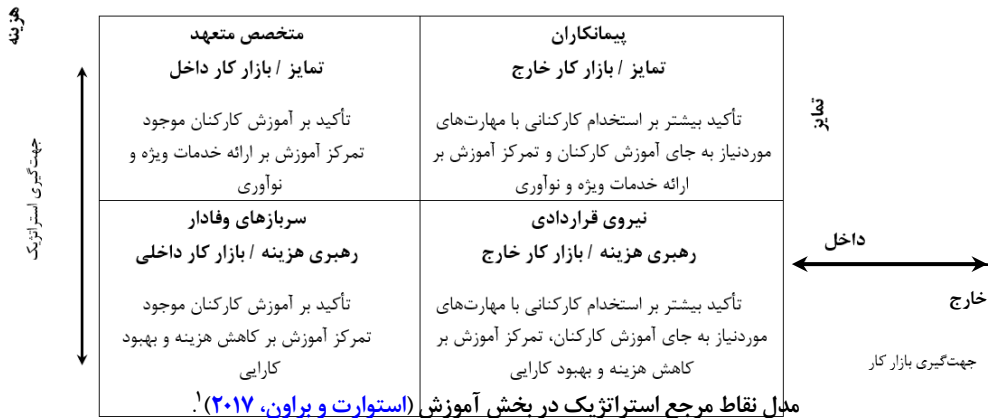 هزینه
پیمانکاران
تمایز / بازار کار خارج
تأکید بیشتر بر استخدام کارکنانی با مهارت‌های
موردنیاز به جای آموزش کارکنان و تمرکز آموزش بر
ارائه خدمات ویژه و نوآوری
متخصص متعهد
تمایز / بازار کار داخل
تأکید بر آموزش کارکنان موجود
تمرکز آموزش بر ارائه خدمات ویژه و
نوآوری
تمایز
جهت‌گیری استراتژیک
نیروی قراردادی
رهبری هزینه / بازار کار خارج
تأکید بیشتر بر استخدام کارکنانی با مهارت‌های
موردنیاز به جای آموزش کارکنان، تمرکز آموزش بر
کاهش هزینه و بهبود کارایی
سربازهای وفادار
رهبری هزینه / بازار کار داخلی
تأکید بر آموزش کارکنان موجود
تمرکز آموزش بر کاهش هزینه و بهبود
کارایی
داخل
خارج
جهت‌گیری بازار کار
مدل نقاط مرجع استراتژیک در بخش آموزش (استوارت و براون، ۲۰۱۷)۱.